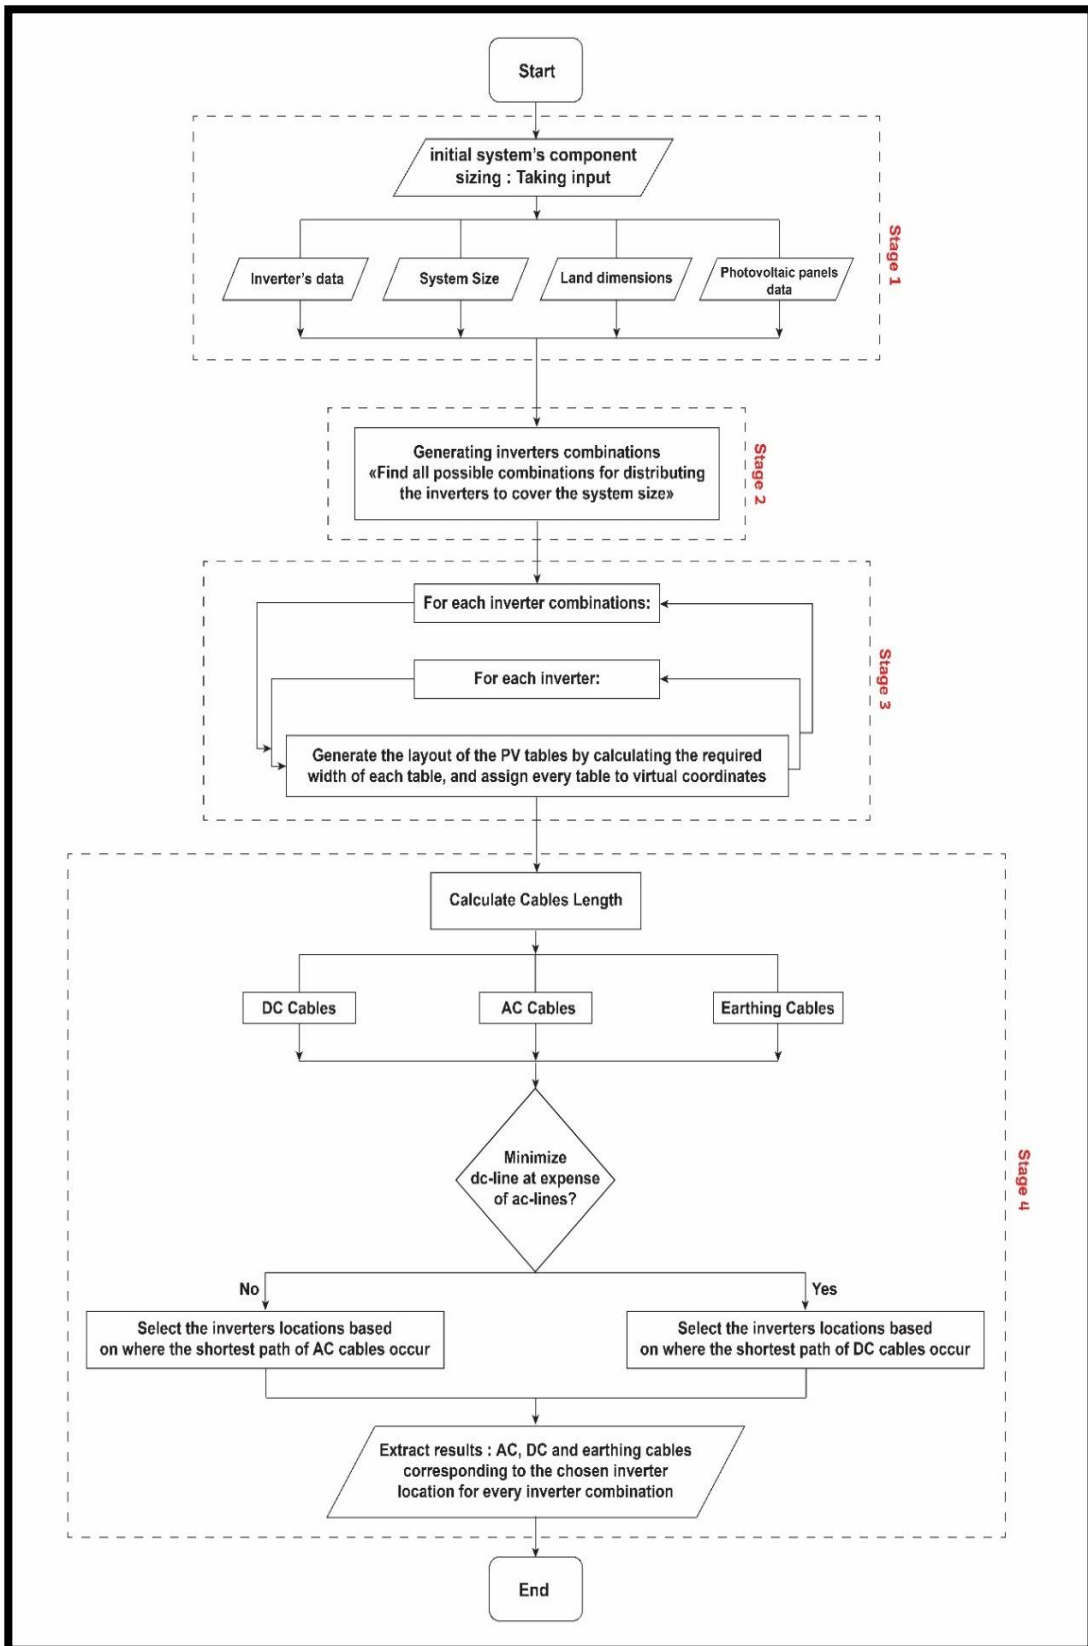 Start
initial system's component
sizing : Taking input
Stage 1
Inverter's data
System Size
Land dimensions
Photovoltaic panels
data
Generating inverters combinations
«Find all possible combinations for distributing
the inverters to cover the system size»
Stage 2
For each inverter combinations:
For each inverter:
Generate the layout of the PV tables by calculating the required
width of each table, and assign every table to virtual coordinates
Stage 3
Calculate Cables Length
DC Cables
AC Cables
Earthing Cables
Minimize
dc-line at expense
of ac-lines?
Stage 4
No
Yes
Select the inverters locations based
on where the shortest path of AC cables occur
Select the inverters locations based
on where the shortest path of DC cables occur
Extract results : AC, DC and earthing cables
corresponding to the chosen inverter
location for every inverter combination
End